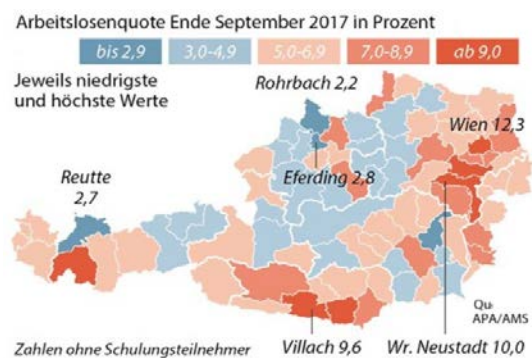 Arbeitslosenquote Ende September 2017 in Prozent
bis 2,9 3,0-4,9 5,0-6,9 7,0-8,9 ab 9,0
Jeweils niedrigste
und höchste Werte
Rohrbach 2,2
Wien 12,3
Reutte
2,7
Eferding 2,8
Qu:
APA/AMS
Zahlen ohne Schulungsteilnehmer
Villach 9,6
Wr. Neustadt 10,0